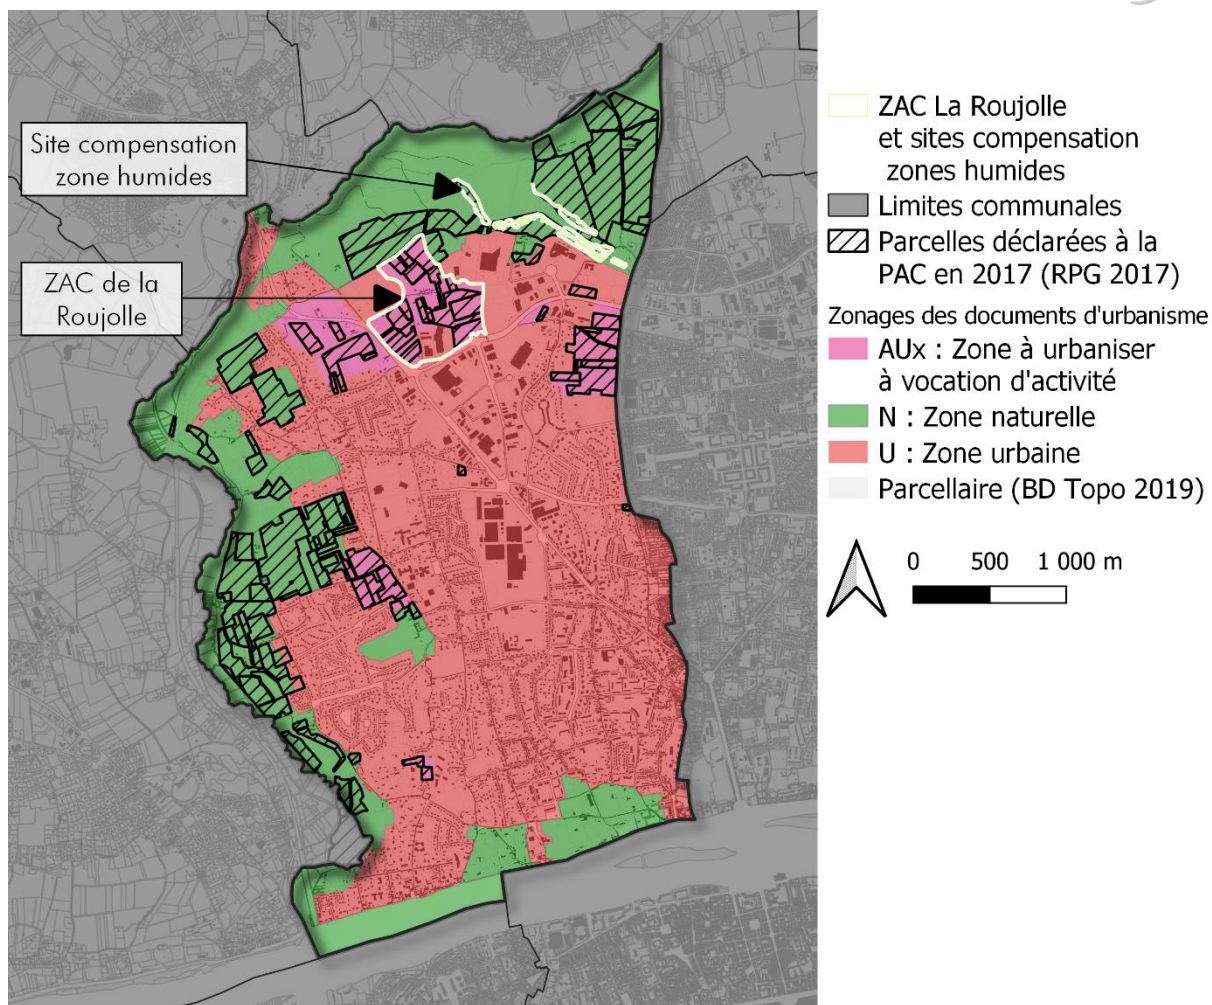 Site compensation
zone humides
ZAC de la
Roujolle
ZAC La Roujolle
et sites compensation
zones humides
Limites communales
Parcelles déclarées à la
PAC en 2017 (RPG 2017)
Zonages des documents d'urbanisme
AUx : Zone à urbaniser
à vocation d'activité
N : Zone naturelle
U : Zone urbaine
Parcellaire (BD Topo 2019)
0 500 1 000 m